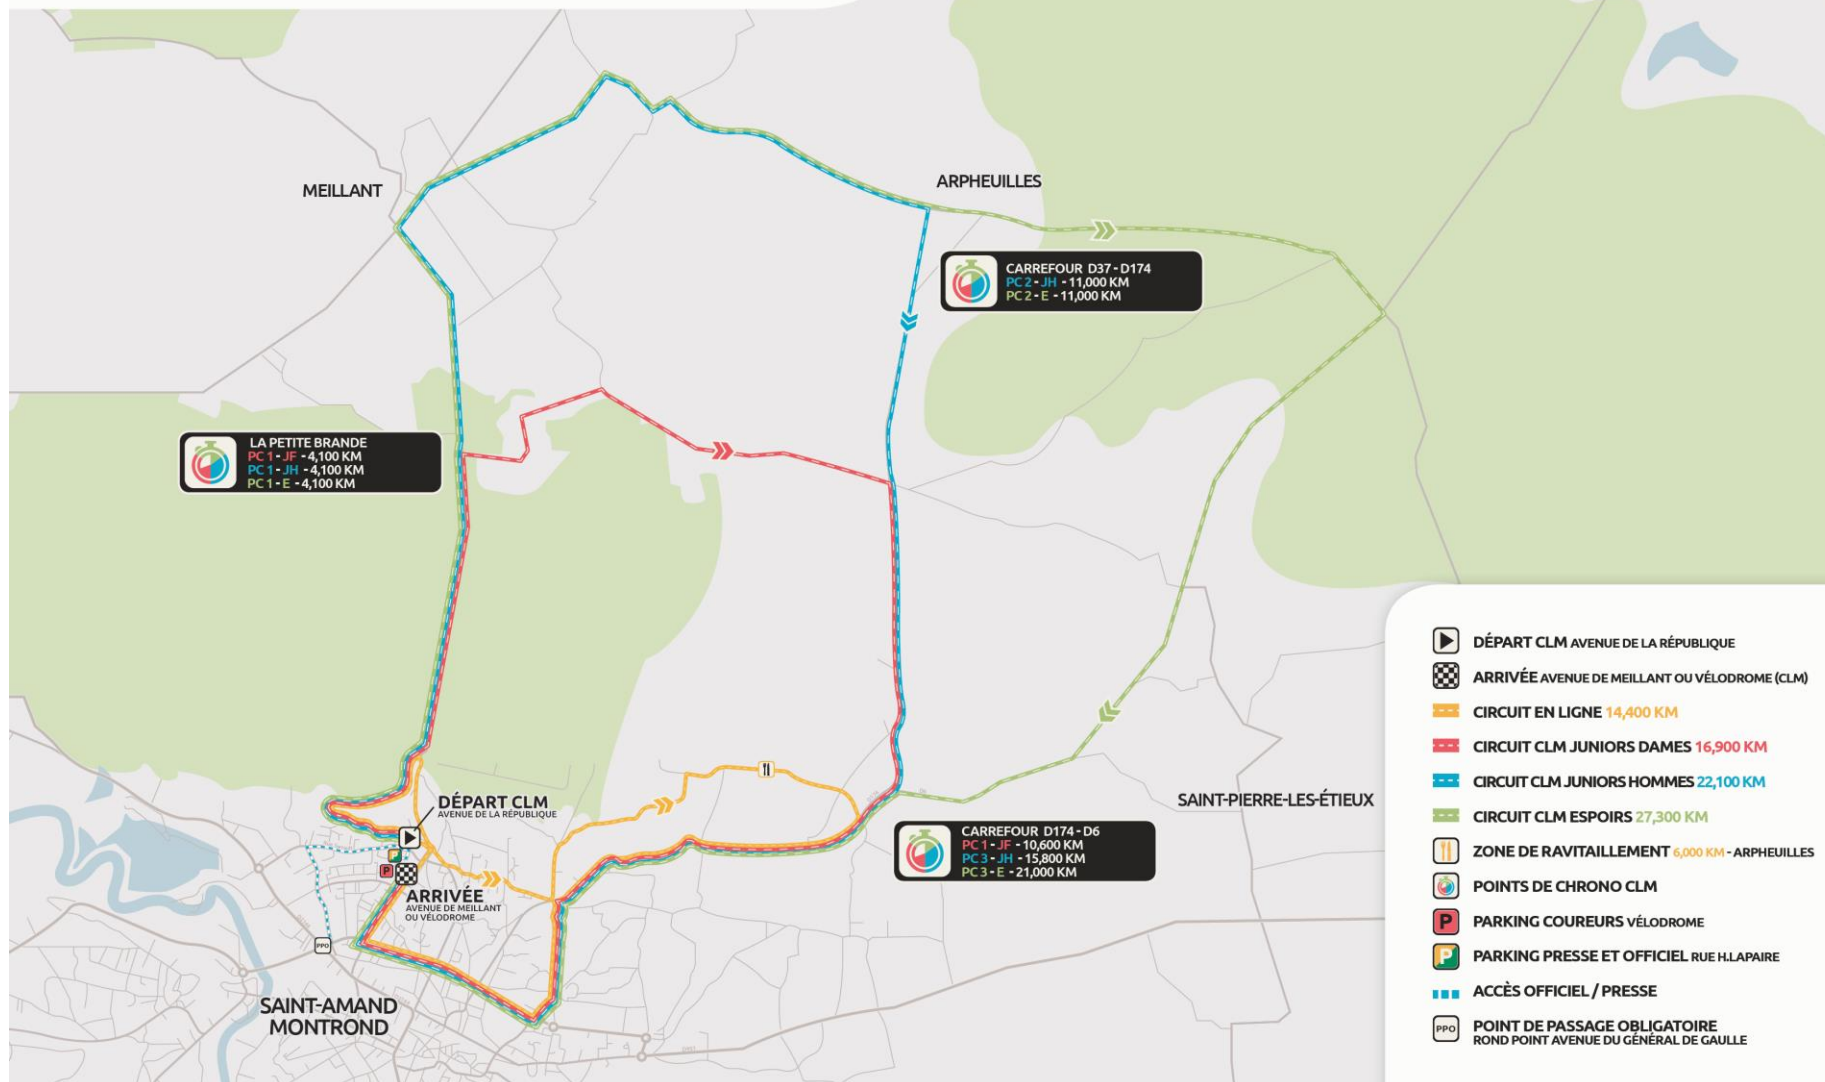 MEILLANT
ARPHEUILLES
CARREFOUR D37 - D174
PC 2 - JH - 11,000 KM
PC 2 - E - 11,000 KM
LA PETITE BRANDE
PC 1 - JF - 4,100 KM
PC 1 - JH - 4,100 KM
PC 1 - E - 4,100 KM
DÉPART CLM
AVENUE DE LA RÉPUBLIQUE
SAINT-PIERRE-LES-ÉTIEUX
CARREFOUR D174 - D6
PC 1 - JF - 10,600 KM
PC 3 - JH - 15,800 KM
PC 3 - E - 21,000 KM
P
ARRIVÉE
AVENUE DE MEILLANT
OU VÉLODROME
PPO
SAINT-AMAND
MONTROND
DÉPART CLM AVENUE DE LA RÉPUBLIQUE
ARRIVÉE AVENUE DE MEILLANT OU VÉLODROME (CLM)
CIRCUIT EN LIGNE 14,400 KM
CIRCUIT CLM JUNIORS DAMES 16,900 KM
CIRCUIT CLM JUNIORS HOMMES 22,100 KM
CIRCUIT CLM ESPOIRS 27,300 KM
ZONE DE RAVITAILLEMENT 6,000 KM - ARPHEUILLES
POINTS DE CHRONO CLM
P PARKING COUREURS VÉLODROME
P PARKING PRESSE ET OFFICIEL RUE H.LAPAIRE
ACCÈS OFFICIEL / PRESSE
PPO POINT DE PASSAGE OBLIGATOIRE
ROND POINT AVENUE DU GÉNÉRAL DE GAULLE